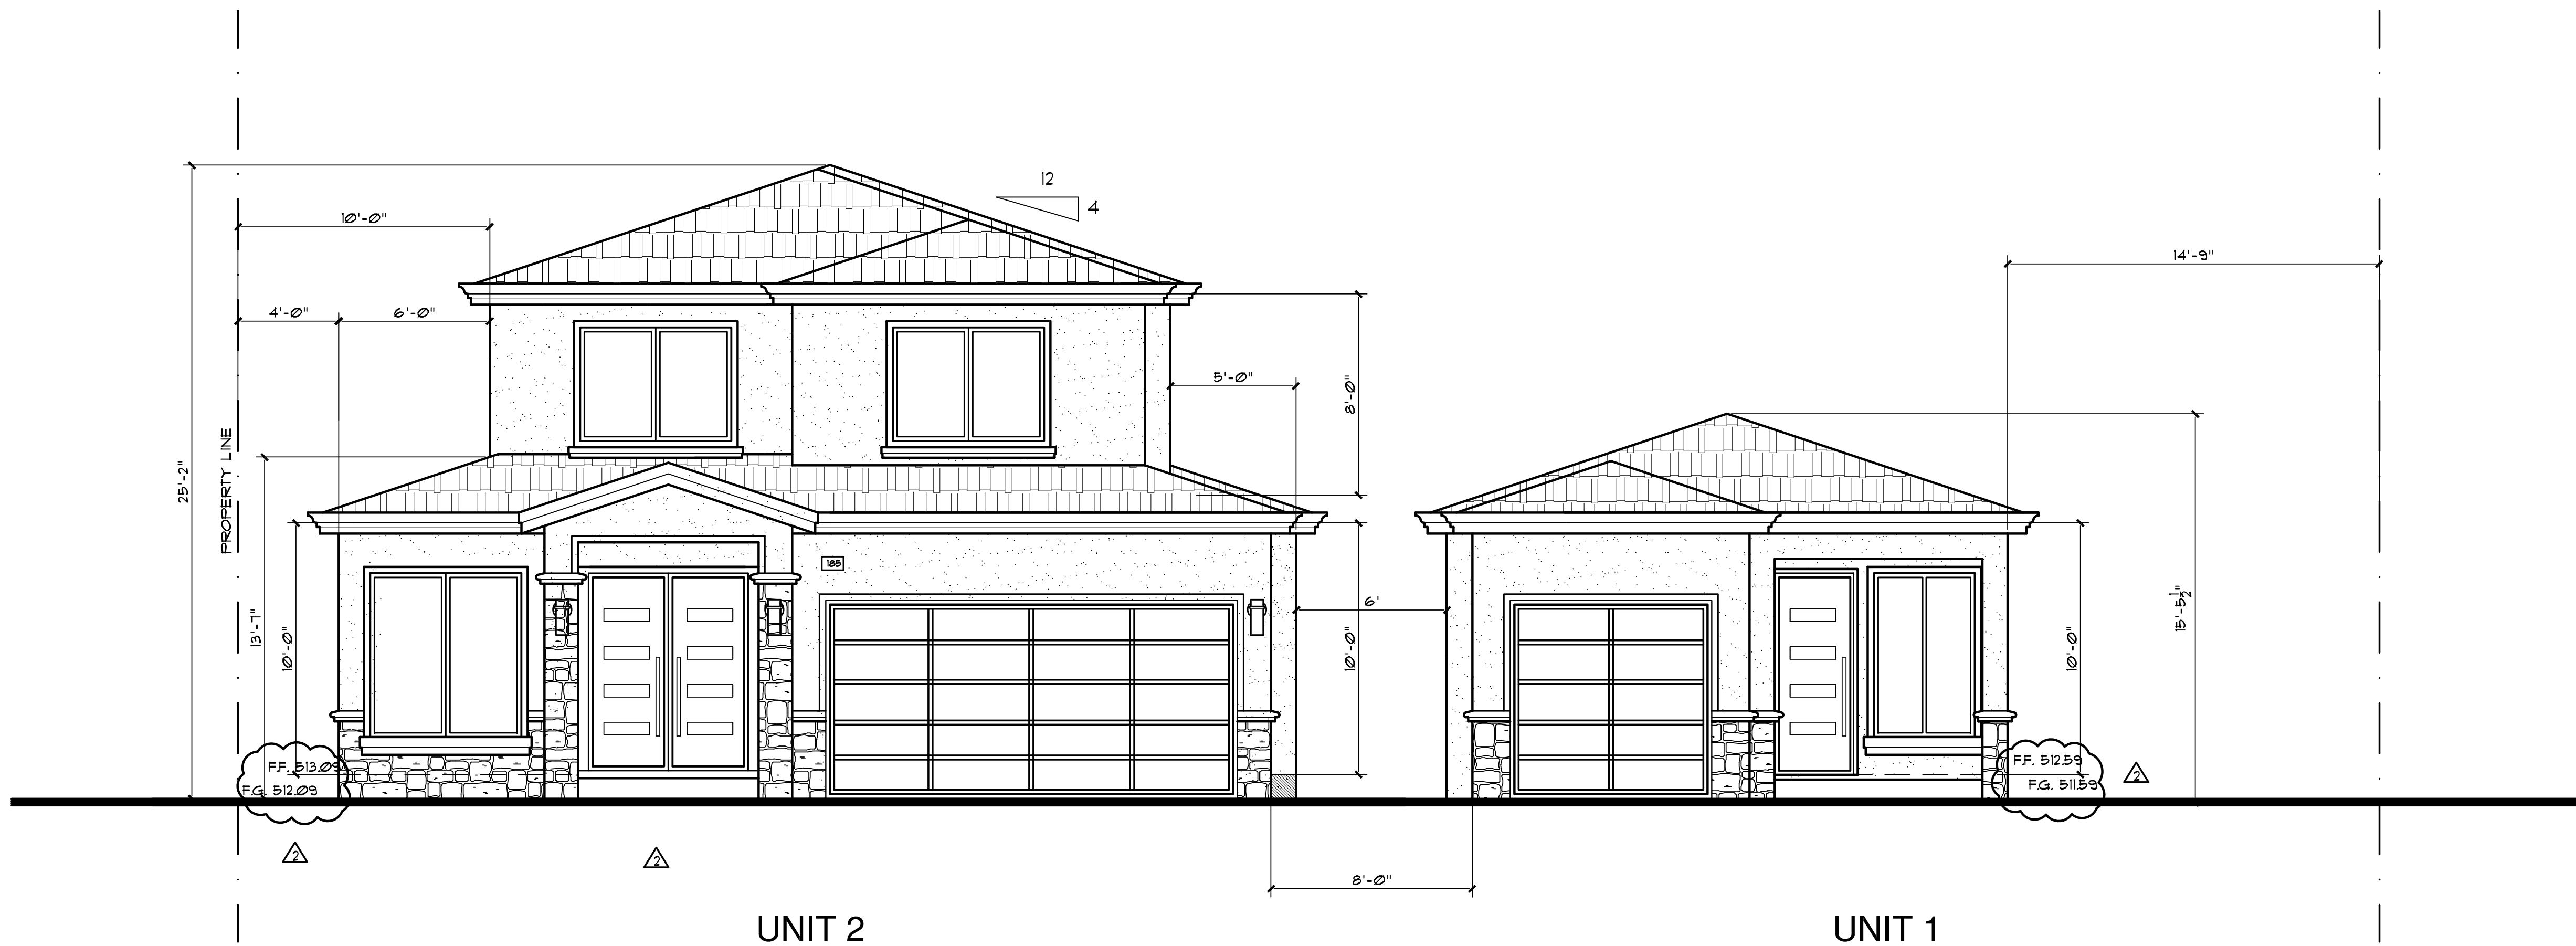 12
4
10'-0"
14'-9"
4'-0"
6'-0"
5'-0"
8'-0"
25'-2"
PROPERTY LINE
185
6'
13'-7"
10'-0"
10'-0"
10'-0"
15'-5 1/2"
F.F. 513.09
F.G. 512.09
F.F. 512.59
F.G. 511.59
2
2
2
8'-0"
UNIT 2
UNIT 1